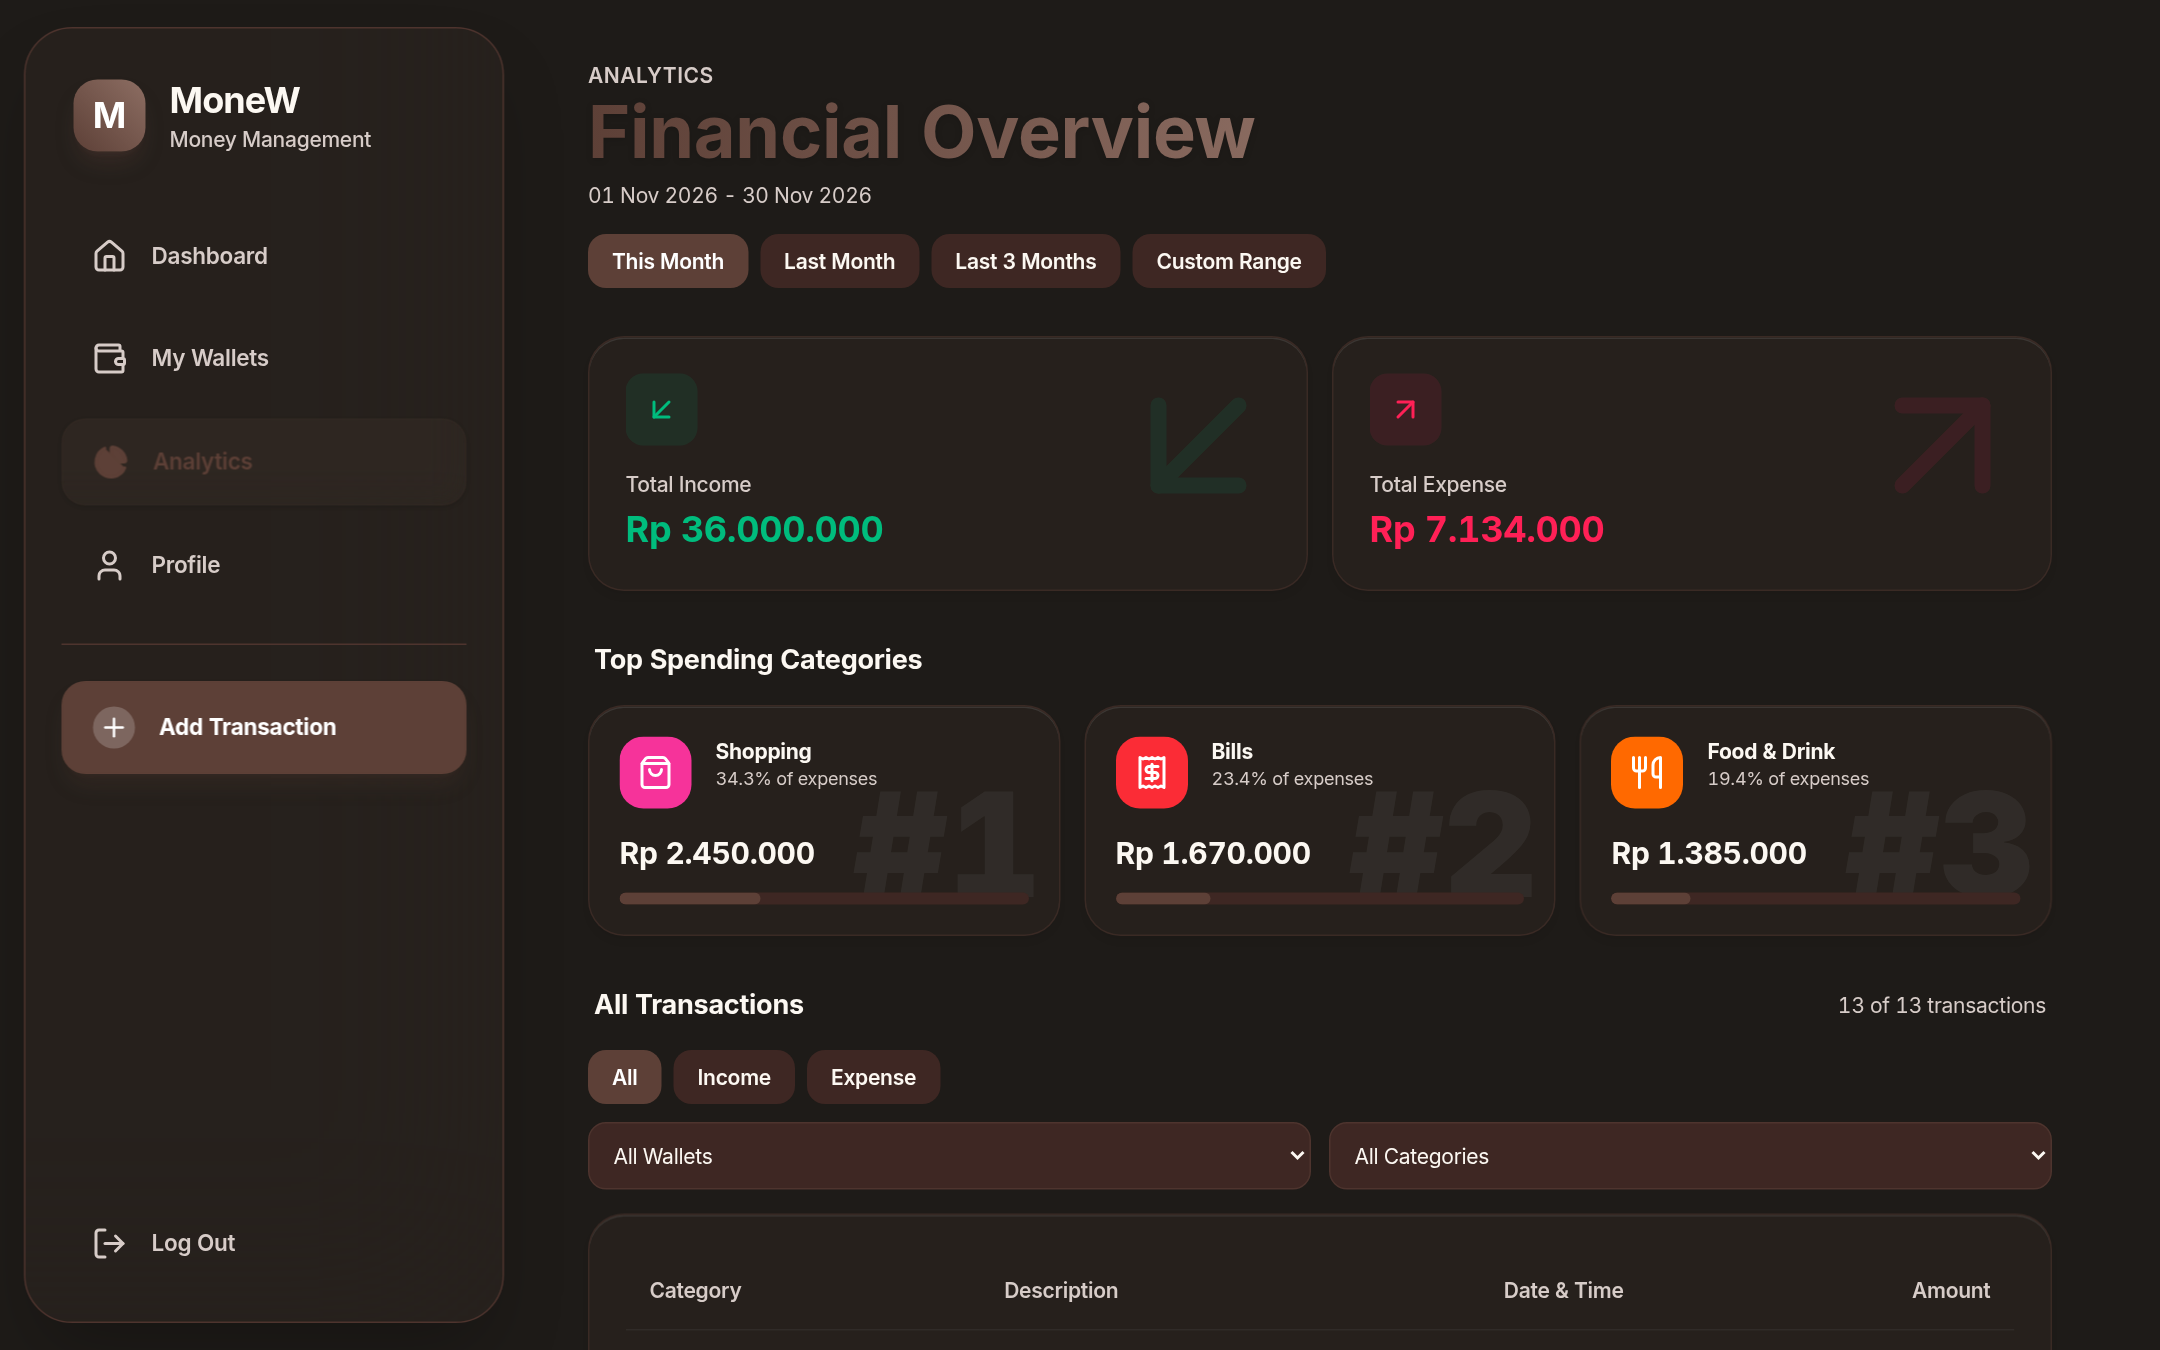 M
MoneW
Money Management
Dashboard
My Wallets
Analytics
Profile
Add Transaction
Log Out
ANALYTICS
Financial Overview
01 Nov 2026 - 30 Nov 2026
This Month
Last Month
Last 3 Months
Custom Range
Total Income
Rp 36.000.000
Total Expense
Rp 7.134.000
Top Spending Categories
Shopping
34.3% of expenses
#1
Rp 2.450.000
Bills
23.4% of expenses
#2
Rp 1.670.000
Food & Drink
19.4% of expenses
#3
Rp 1.385.000
All Transactions
13 of 13 transactions
All
Income
Expense
All Wallets
All Categories
Category Description Date & Time Amount